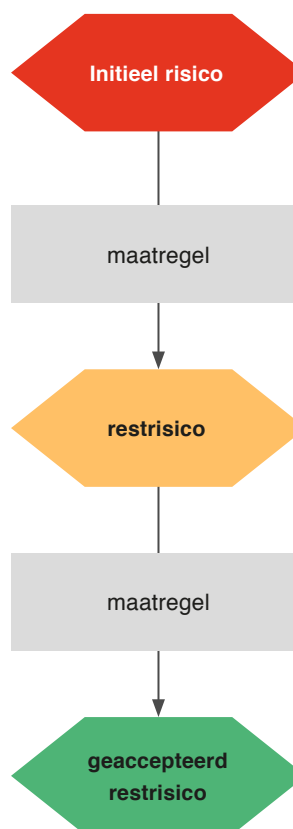 Initieel risico
maatregel
restrisico
maatregel
geaccepteerd
restrisico